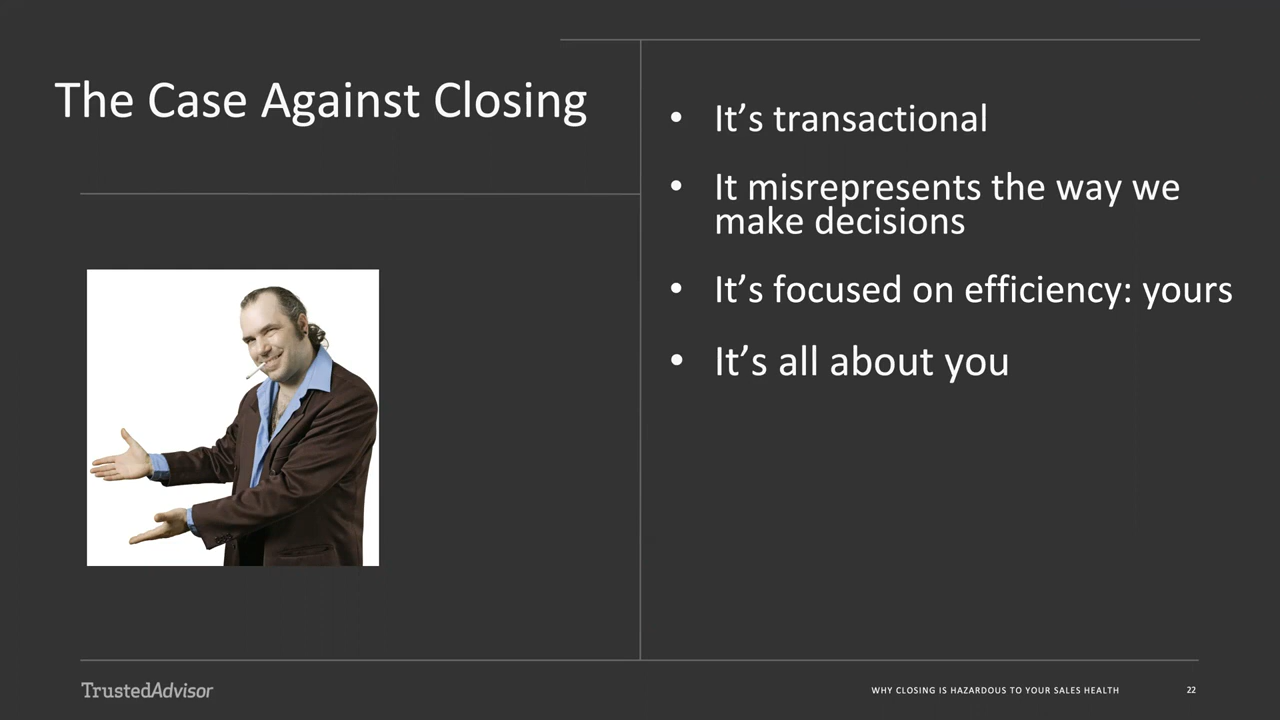 The Case Against Closing
• It’s transactional
• It misrepresents the way we
make decisions
• It’s focused on efficiency: yours
• It’s all about you
TrustedAdvisor
WHY CLOSING IS HAZARDOUS TO YOUR SALES HEALTH
22